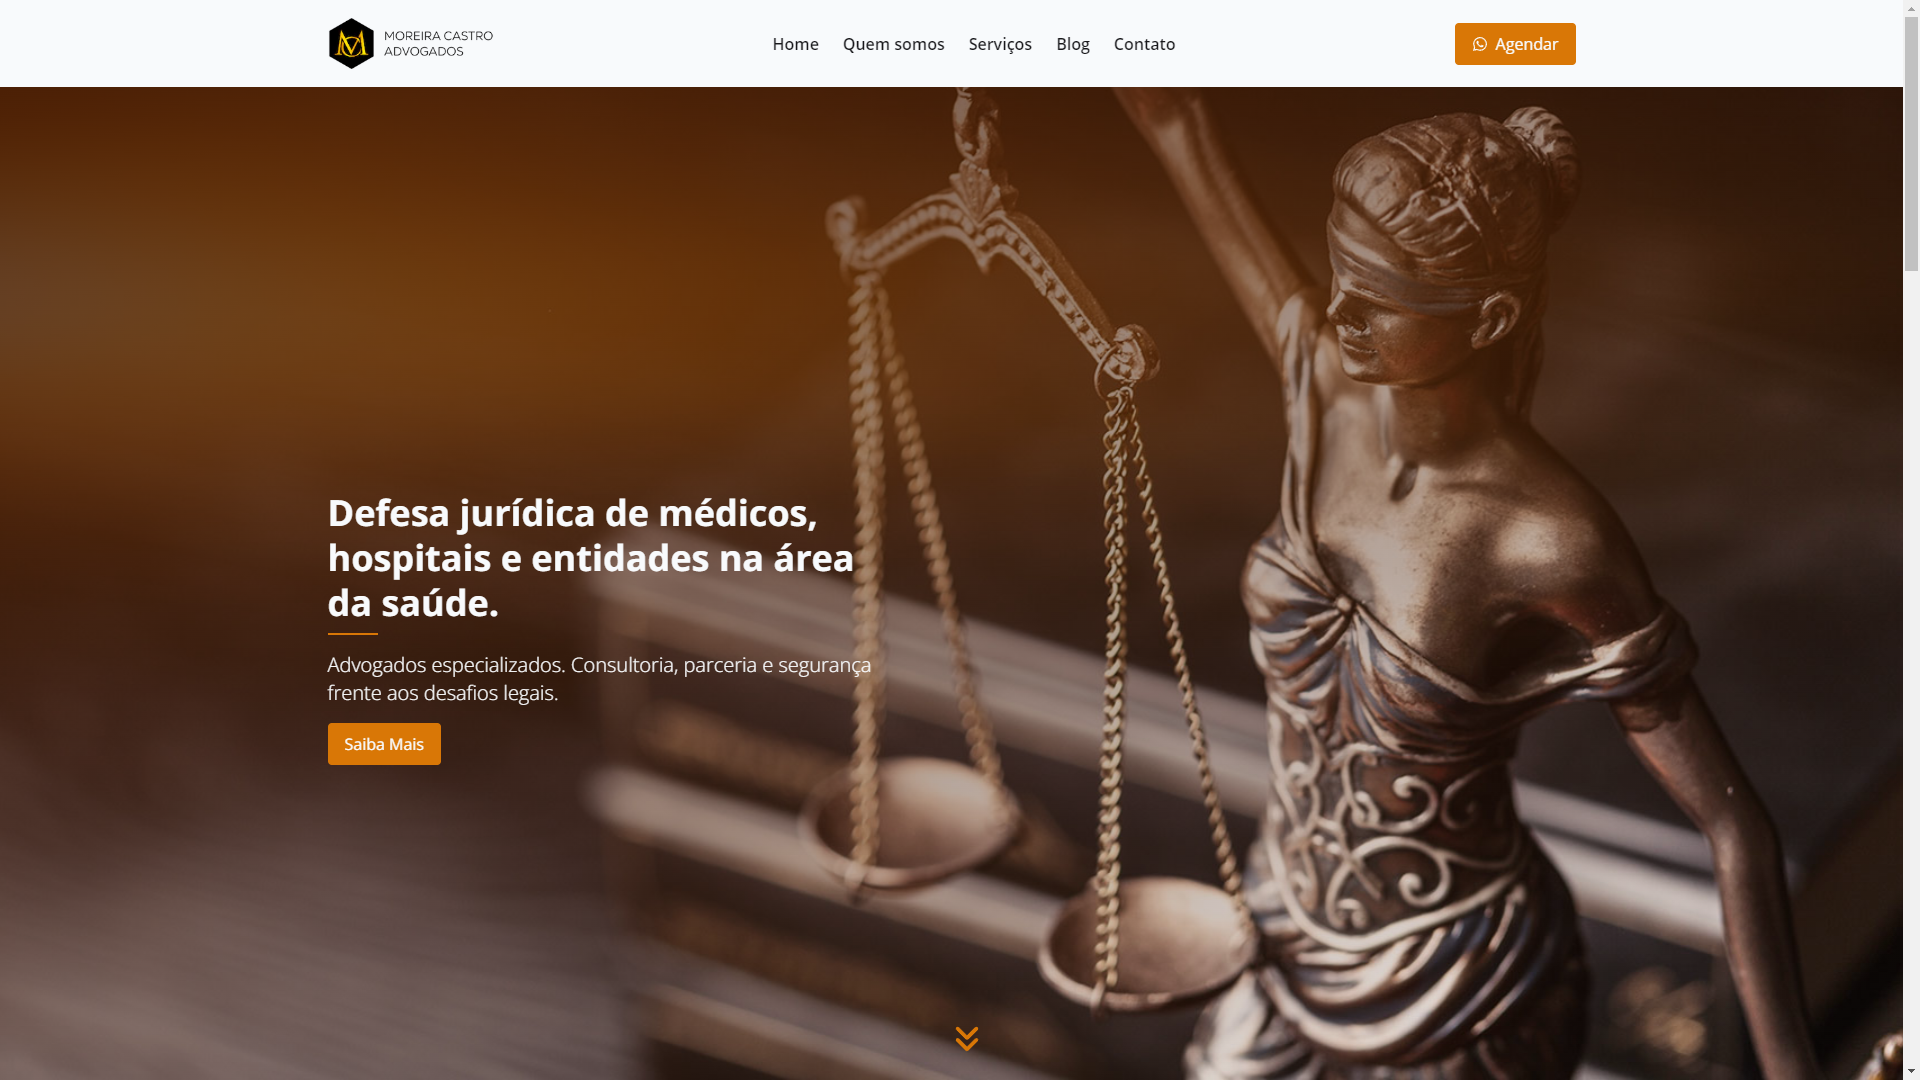 MOREIRA CASTRO
ADVOGADOS
Home
Quem somos
Serviços
Blog
Contato
Agendar
Defesa jurídica de médicos,
hospitais e entidades na área
da saúde.
Advogados especializados. Consultoria, parceria e segurança
frente aos desafios legais.
Saiba Mais